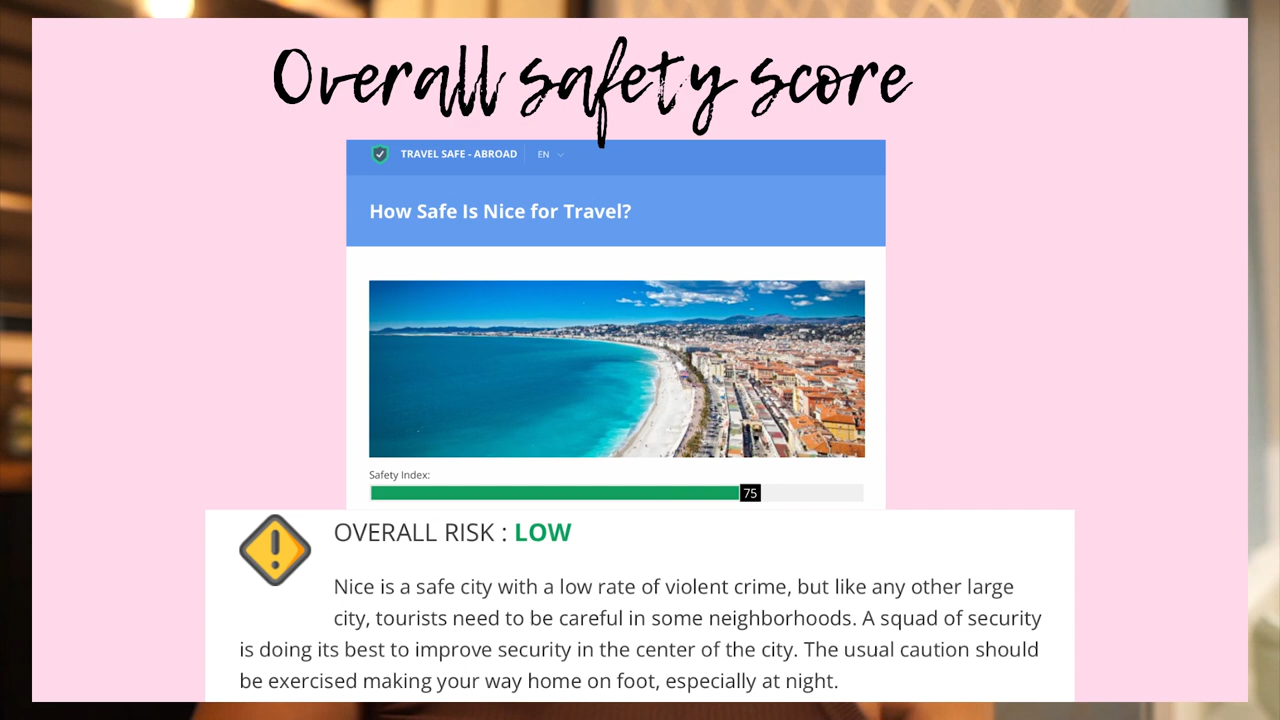 Overall safety score
TRAVEL SAFE - ABROAD EN
How Safe Is Nice for Travel?
Safety Index:
75
OVERALL RISK : LOW
Nice is a safe city with a low rate of violent crime, but like any other large
city, tourists need to be careful in some neighborhoods. A squad of security
is doing its best to improve security in the center of the city. The usual caution should
be exercised making your way home on foot, especially at night.